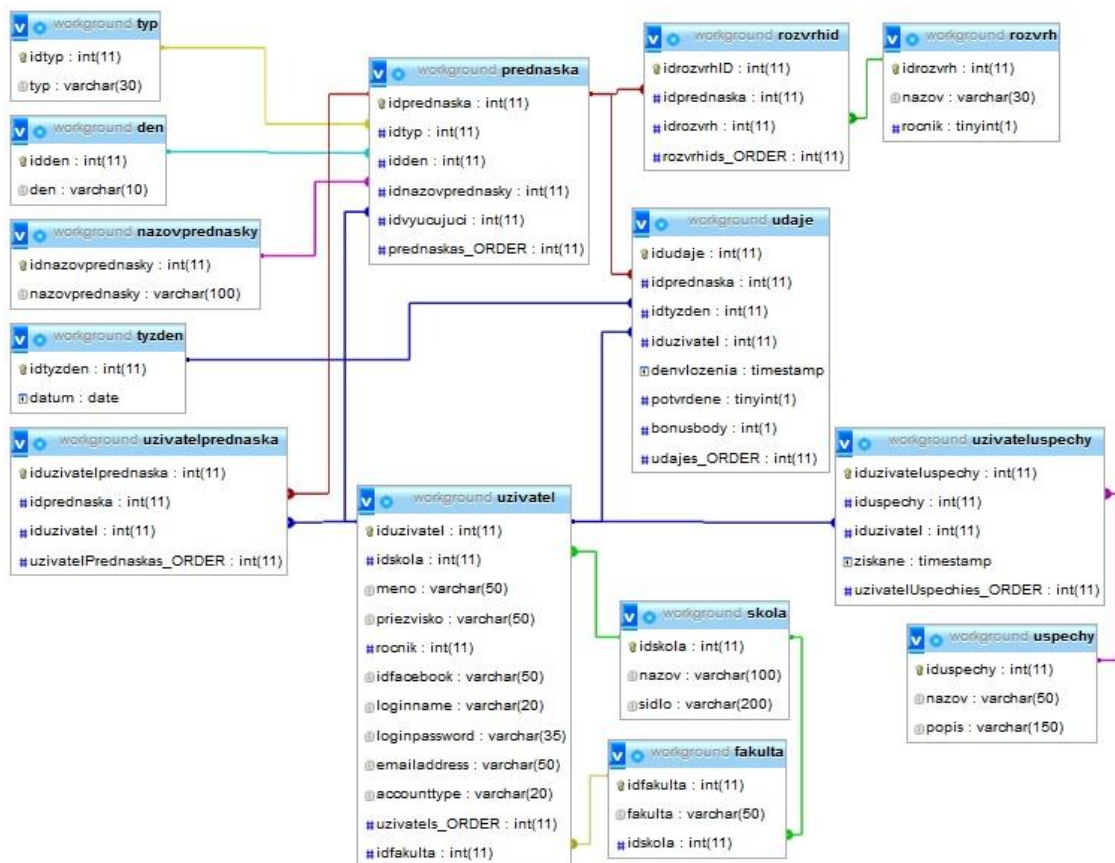 workground typ
idtyp : int(11)
typ : varchar(30)
workground den
idden : int(11)
den : varchar(10)
workground nazovprednasky
idnazovprednasky : int(11)
nazovprednasky : varchar(100)
workground tyzden
idtyzden : int(11)
datum : date
workground uzivatelprednaska
iduzivatelprednaska : int(11)
idprednaska : int(11)
iduzivatel : int(11)
uzivatelPrednaskas_ORDER : int(11)
workground prednaska
idprednaska : int(11)
idtyp : int(11)
idden : int(11)
idnazovprednasky : int(11)
idvyucujuci : int(11)
prednaskas_ORDER : int(11)
workground uzivatel
iduzivatel : int(11)
idskola : int(11)
meno : varchar(50)
priezvisko : varchar(50)
rocnik : int(11)
idfacebook : varchar(50)
loginname : varchar(20)
loginpassword : varchar(35)
emailaddress : varchar(50)
accounttype : varchar(20)
uzivatels_ORDER : int(11)
idfakulta : int(11)
workground rozvrhid
idrozvrhID : int(11)
idprednaska : int(11)
idrozvrh : int(11)
rozvrhids_ORDER : int(11)
workground rozvrh
idrozvrh : int(11)
nazov : varchar(30)
rocnik : tinyint(1)
workground udaje
idudaje : int(11)
idprednaska : int(11)
idtyzden : int(11)
iduzivatel : int(11)
denvlozenia : timestamp
potvrdene : tinyint(1)
bonusbody : int(1)
udajes_ORDER : int(11)
workground uzivateluspechy
iduzivateluspechy : int(11)
iduspechy : int(11)
iduzivatel : int(11)
ziskane : timestamp
uzivatelUspechies_ORDER : int(11)
workground skola
idskola : int(11)
nazov : varchar(100)
sidlo : varchar(200)
workground uspechy
iduspechy : int(11)
nazov : varchar(50)
popis : varchar(150)
workground fakulta
idfakulta : int(11)
fakulta : varchar(50)
idskola : int(11)